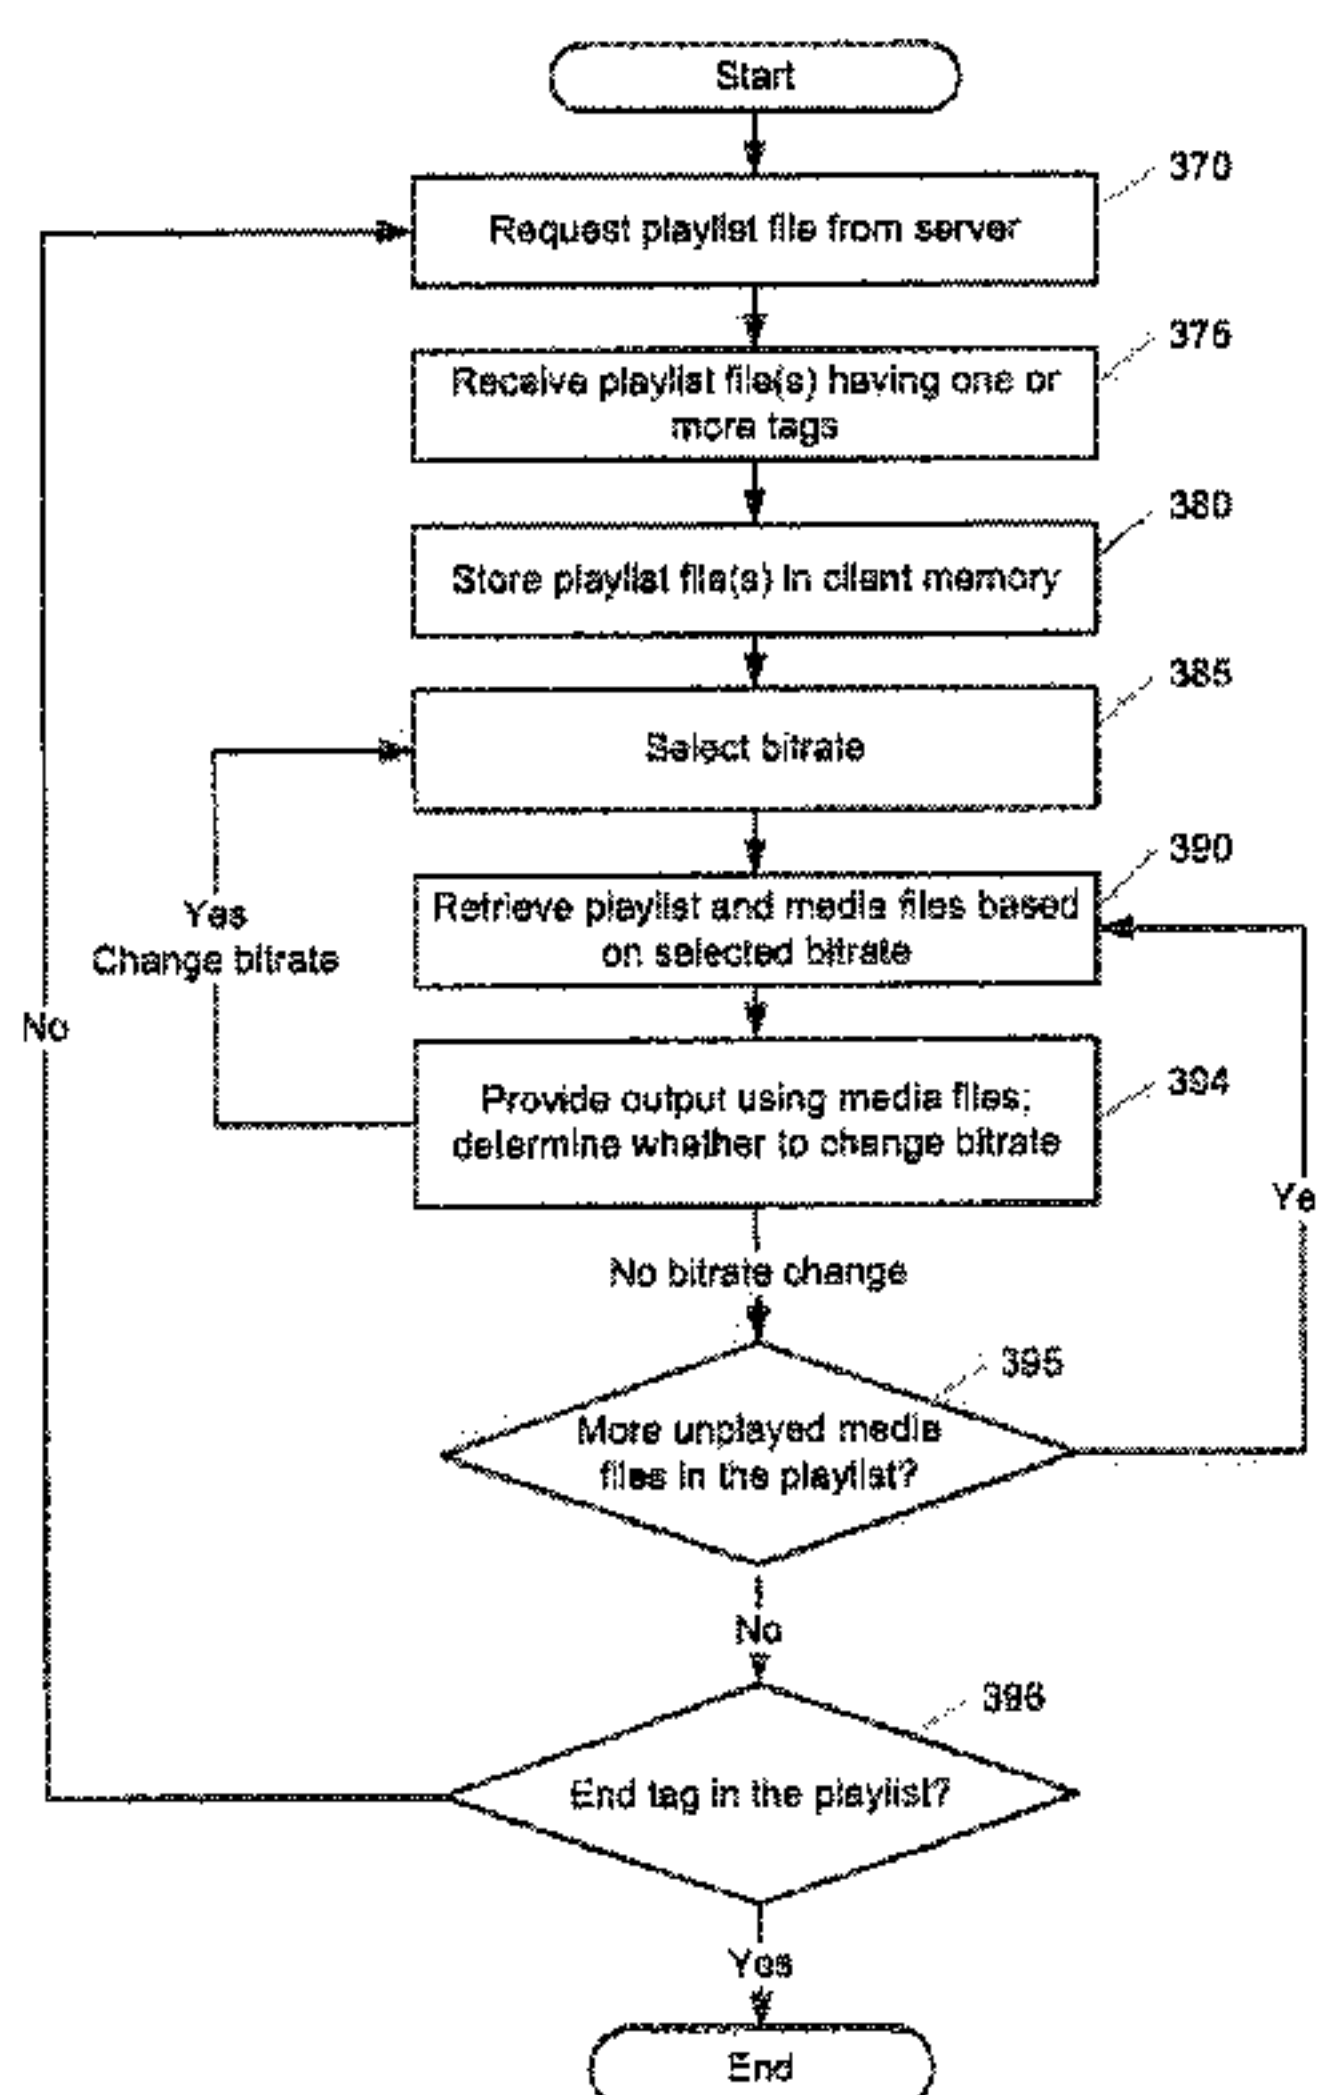 Start
370
Request playlist file from server
375
Receive playlist file(s) having one or
more tags
380
Store playlist file(s) in client memory
385
Select bitrate
390
Retrieve playlist and media files based
on selected bitrate
Yes
Change bitrate
No
394
Provide output using media files;
determine whether to change bitrate
Ye
No bitrate change
395
More unplayed media
files in the playlist?
No
396
End tag in the playlist?
Yes
End